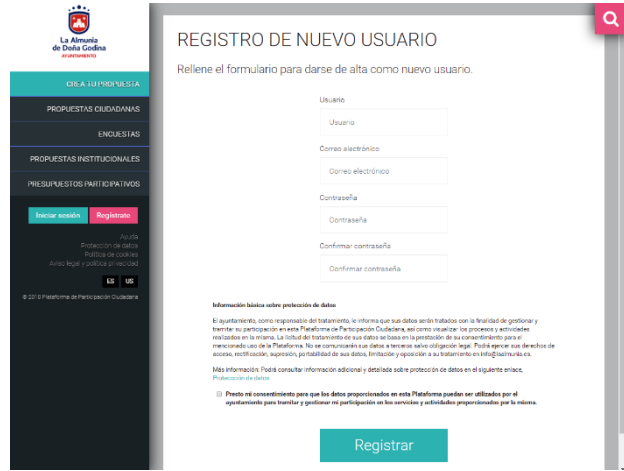 La Almunia
de Doña Godina
AYUNTAMIENTO
CREA TU PROPUESTA
PROPUESTAS CIUDADANAS
ENCUESTAS
PROPUESTAS INSTITUCIONALES
PRESUPUESTOS PARTICIPATIVOS
Iniciar sesión Regístrate
Ayuda
Protección de datos
Política de cookies
Aviso legal y política privacidad
ES US
© 2019 Plataforma de Participación Ciudadana
REGISTRO DE NUEVO USUARIO
Rellene el formulario para darse de alta como nuevo usuario.
Usuario
Usuario
Correo electrónico
Correo electrónico
Contraseña
Contraseña
Confirmar contraseña
Confirmar contraseña
Información básica sobre protección de datos
El ayuntamiento, como responsable del tratamiento, le informa que sus datos serán tratados con la finalidad de gestionar y
tramitar su participación en esta Plataforma de Participación Ciudadana, así como visualizar los procesos y actividades
realizados en la misma. La licitud del tratamiento de sus datos se basa en la prestación de su consentimiento para el
mencionado uso de la Plataforma. No se comunicarán sus datos a terceros salvo obligación legal. Podrá ejercer sus derechos de
acceso, rectificación, supresión, portabilidad de sus datos, limitación y oposición a su tratamiento en info@laalmunia.es.
Más información: Podrá consultar información adicional y detallada sobre protección de datos en el siguiente enlace,
Protección de datos
Presto mi consentimiento para que los datos proporcionados en esta Plataforma puedan ser utilizados por el
ayuntamiento para tramitar y gestionar mi participación en los servicios y actividades proporcionados por la misma.
Registrar